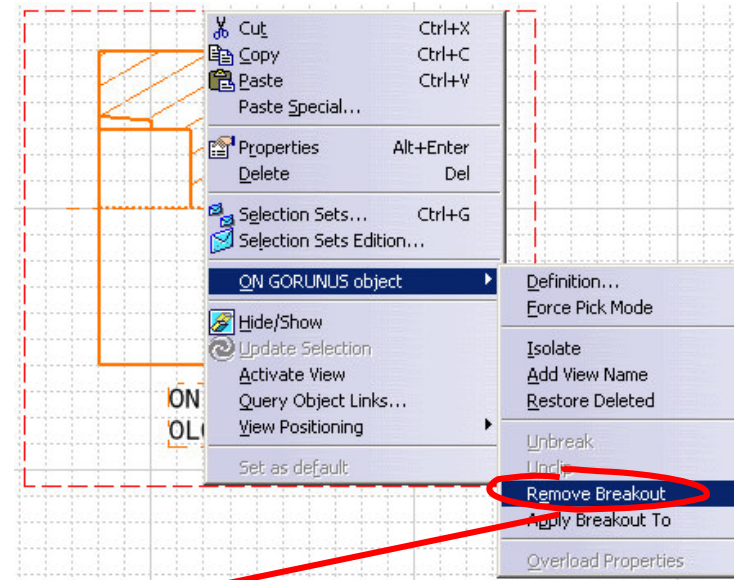 Cut Ctrl+X
Copy Ctrl+C
Paste Ctrl+V
Paste Special...
Properties Alt+Enter
Delete Del
Selection Sets... Ctrl+G
Selection Sets Edition...
ON GORUNUS object
Hide/Show
Update Selection
Activate View
Query Object Links...
View Positioning
Set as default
Definition...
Force Pick Mode
Isolate
Add View Name
Restore Deleted
Unbreak
Unclip
Remove Breakout
Apply Breakout To
Overload Properties
ON